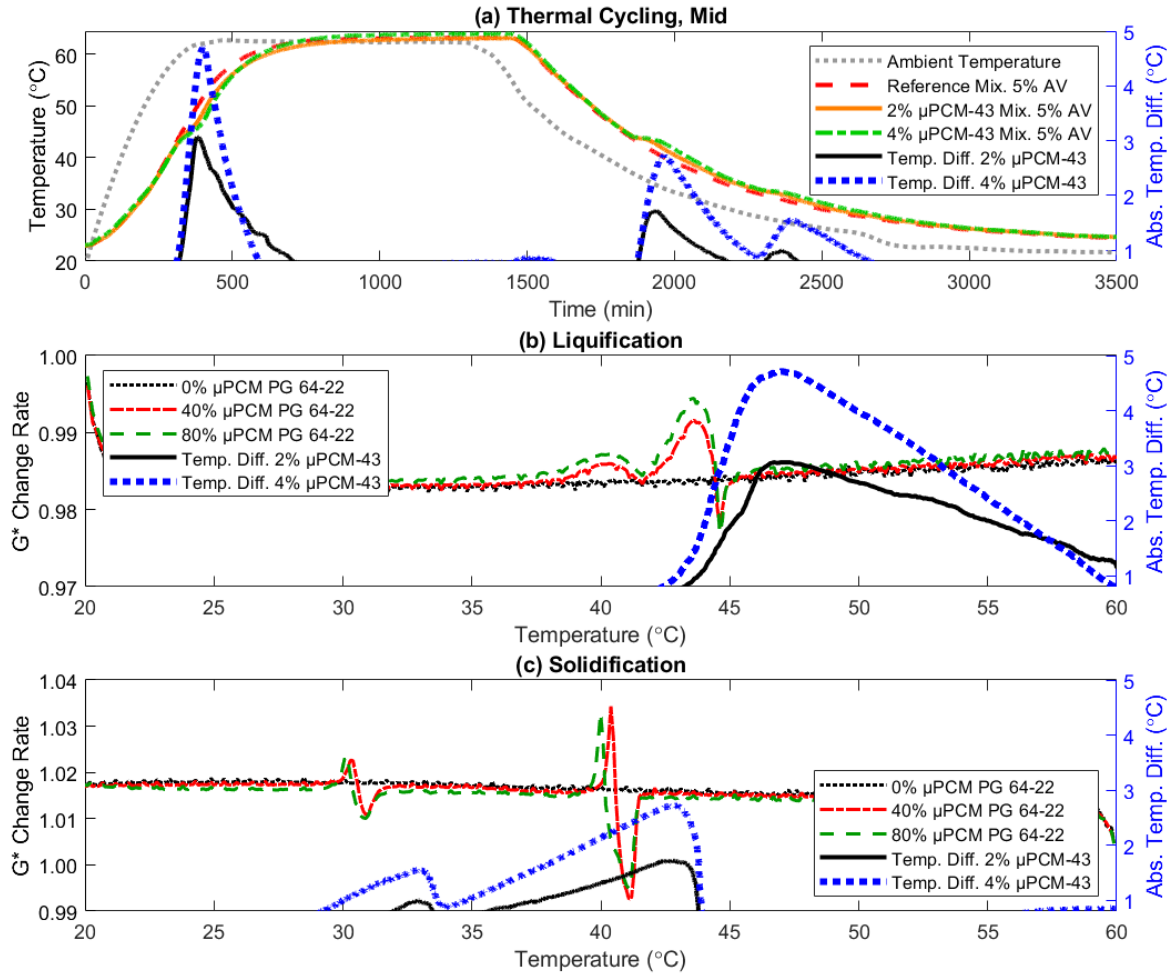 (a) Thermal Cycling, Mid
Temperature (°C)
60
50
40
30
20
0
500
1000
1500
2000
2500
3000
3500
Time (min)
5
4
3
2
1
Abs. Temp. Diff. (°C)
Ambient Temperature
Reference Mix. 5% AV
2% µPCM-43 Mix. 5% AV
4% µPCM-43 Mix. 5% AV
Temp. Diff. 2% µPCM-43
Temp. Diff. 4% µPCM-43
(b) Liquification
G* Change Rate
1.00
0.99
0.98
0.97
20
25
30
35
40
45
50
55
60
Temperature (°C)
5
4
3
2
1
Abs. Temp. Diff. (°C)
0% µPCM PG 64-22
40% µPCM PG 64-22
80% µPCM PG 64-22
Temp. Diff. 2% µPCM-43
Temp. Diff. 4% µPCM-43
(c) Solidification
G* Change Rate
1.04
1.03
1.02
1.01
1.00
0.99
20
25
30
35
40
45
50
55
60
Temperature (°C)
5
4
3
2
1
Abs. Temp. Diff. (°C)
0% µPCM PG 64-22
40% µPCM PG 64-22
80% µPCM PG 64-22
Temp. Diff. 2% µPCM-43
Temp. Diff. 4% µPCM-43